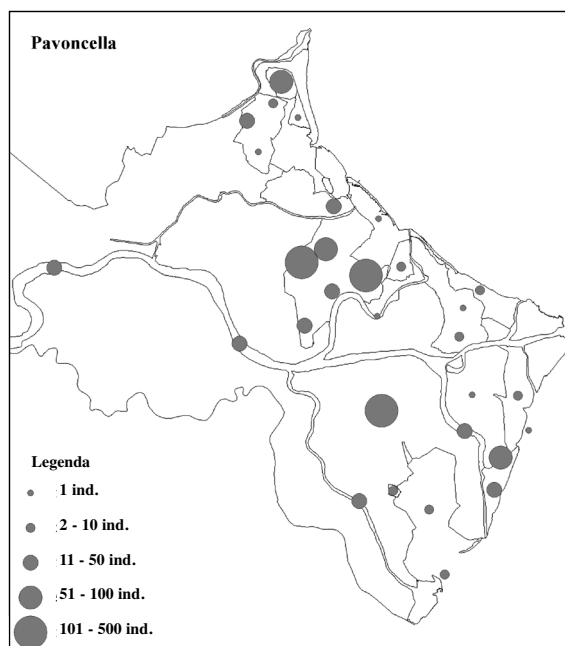 Pavoncella
Legenda
1 ind.
2 - 10 ind.
11 - 50 ind.
51 - 100 ind.
101 - 500 ind.